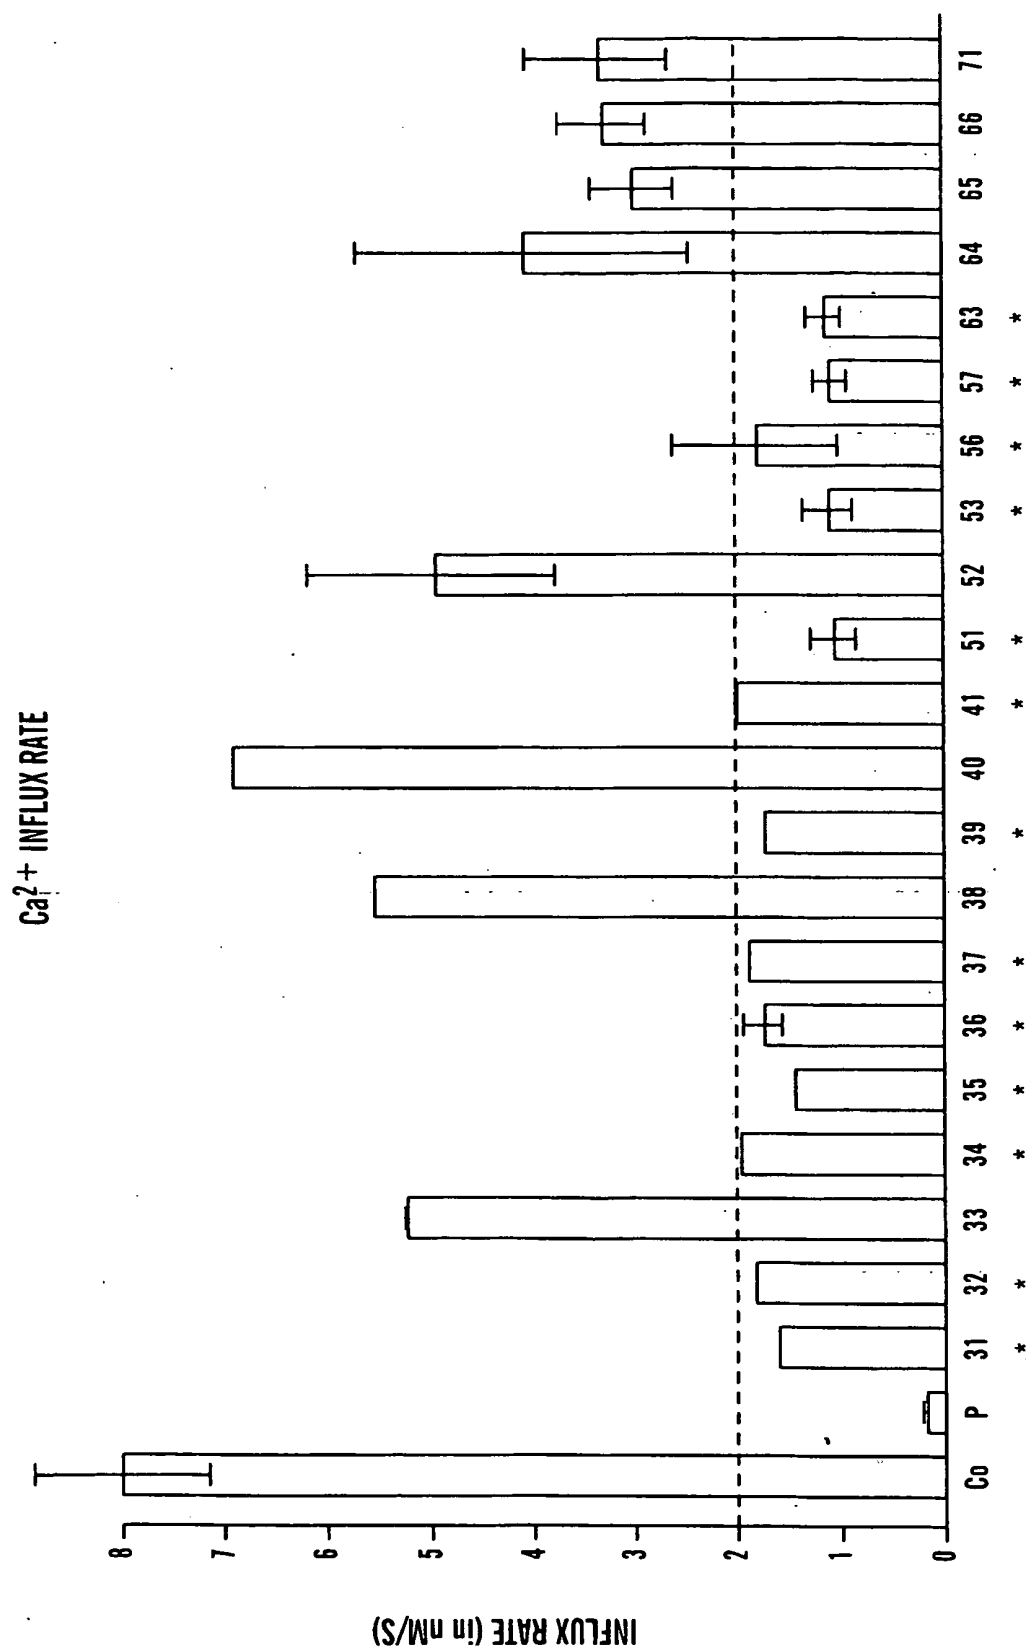 Ca²⁺ INFLUX RATE
INFLUX RATE (in nM/S)
8
7
6
5
4
3
2
1
0
Co P 31 32 33 34 35 36 37 38 39 40 41 51 52 53 56 57 63 64 65 66 71
* * * * * * * * * * * * *